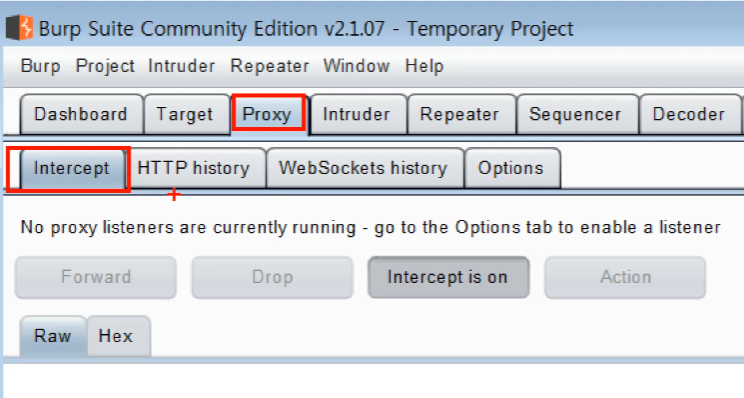 Burp Suite Community Edition v2.1.07 - Temporary Project
Burp Project Intruder Repeater Window Help
Dashboard Target Proxy Intruder Repeater Sequencer Decoder
Intercept HTTP history WebSockets history Options
No proxy listeners are currently running - go to the Options tab to enable a listener
Forward Drop Intercept is on Action
Raw Hex